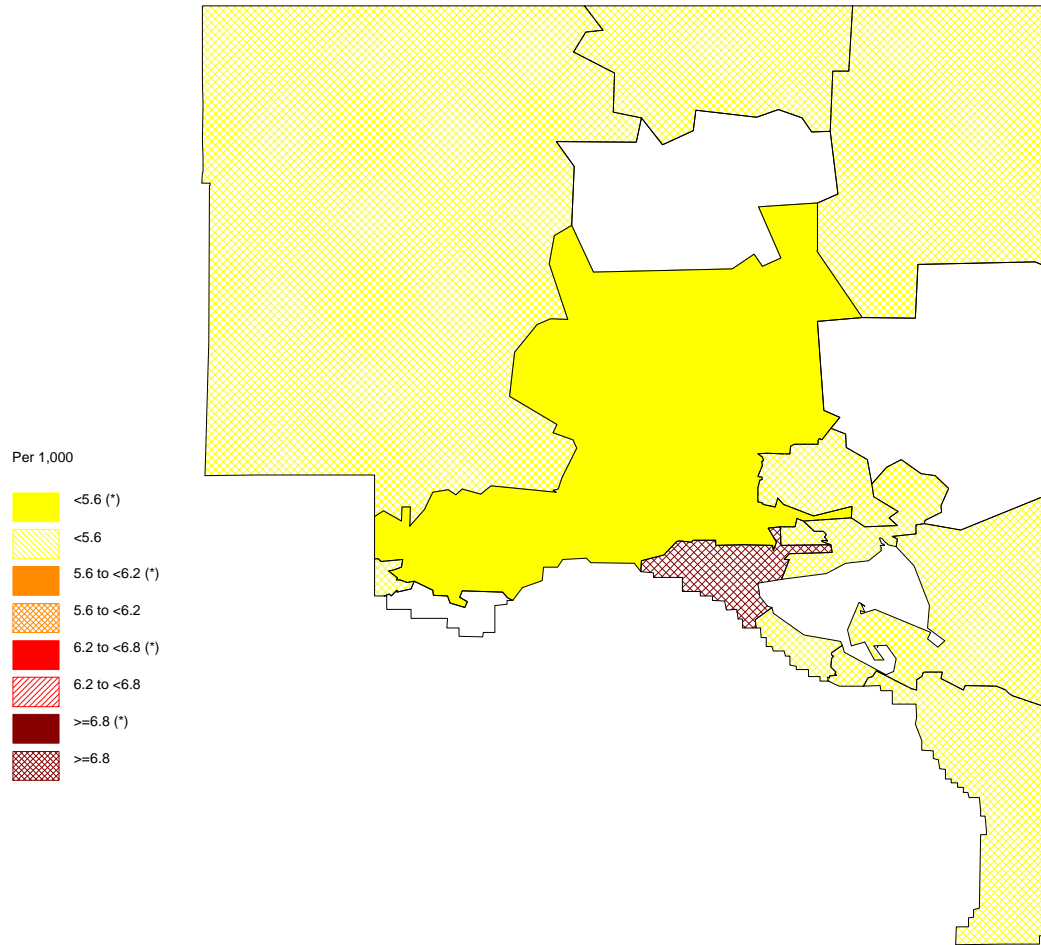 Per 1,000
<5.6 (*)
<5.6
5.6 to <6.2 (*)
5.6 to <6.2
6.2 to <6.8 (*)
6.2 to <6.8
>=6.8 (*)
>=6.8